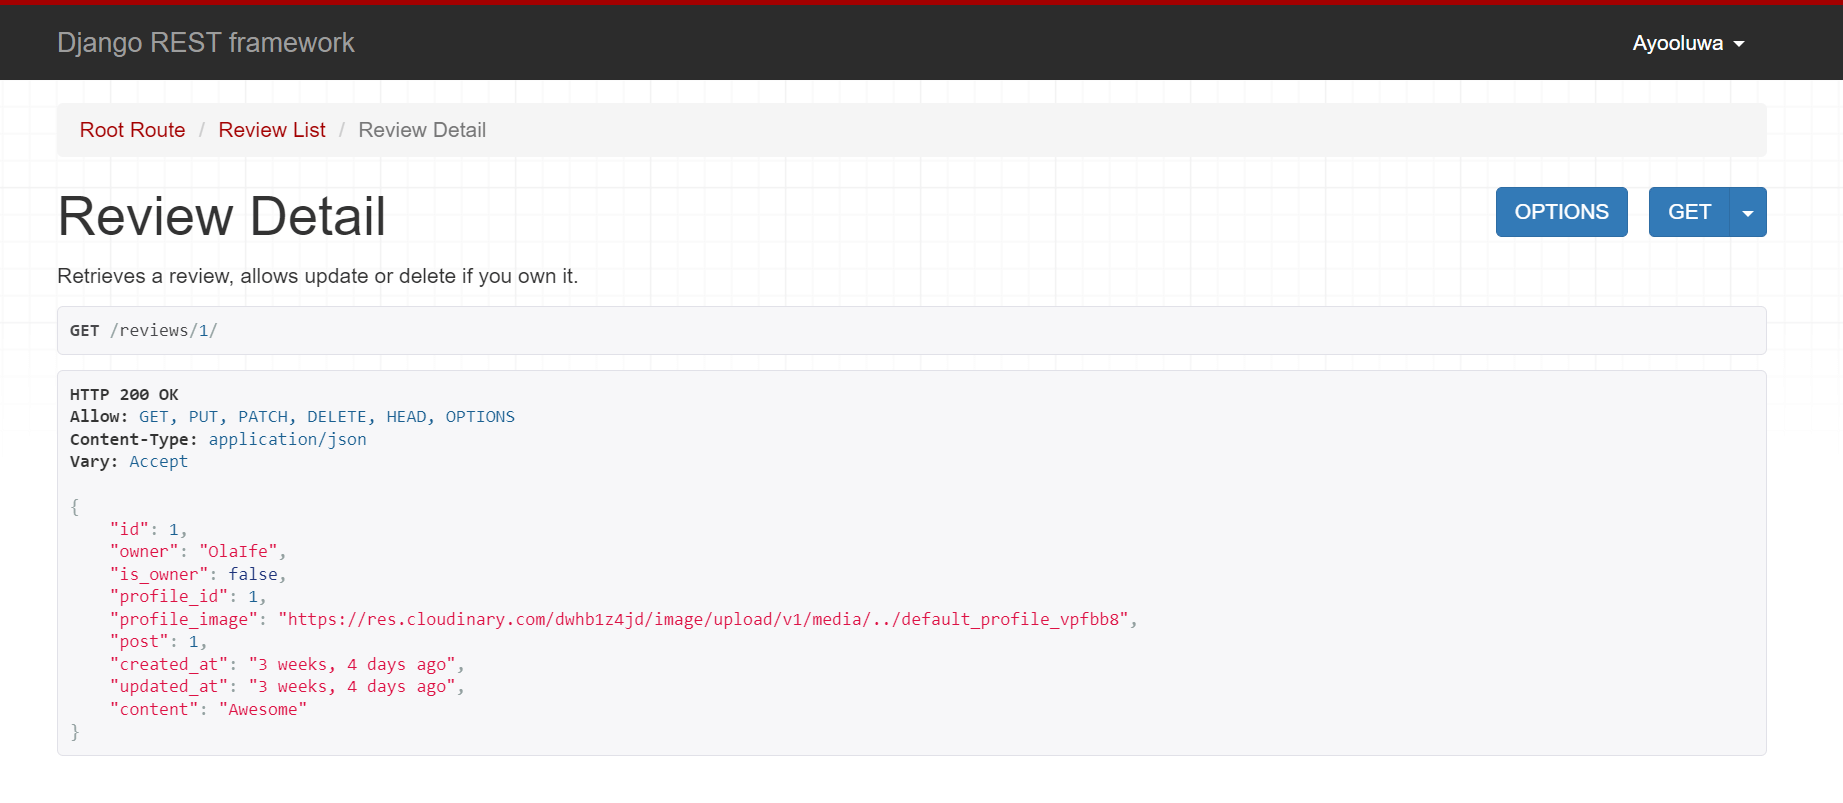 Django REST framework
Ayooluwa
Root Route / Review List / Review Detail
Review Detail
OPTIONS
GET
Retrieves a review, allows update or delete if you own it.
GET /reviews/1/
HTTP 200 OK
Allow: GET, PUT, PATCH, DELETE, HEAD, OPTIONS
Content-Type: application/json
Vary: Accept
{
    "id": 1,
    "owner": "OlaIfe",
    "is_owner": false,
    "profile_id": 1,
    "profile_image": "https://res.cloudinary.com/dwhb1z4jd/image/upload/v1/media/../default_profile_vpfbb8",
    "post": 1,
    "created_at": "3 weeks, 4 days ago",
    "updated_at": "3 weeks, 4 days ago",
    "content": "Awesome"
}